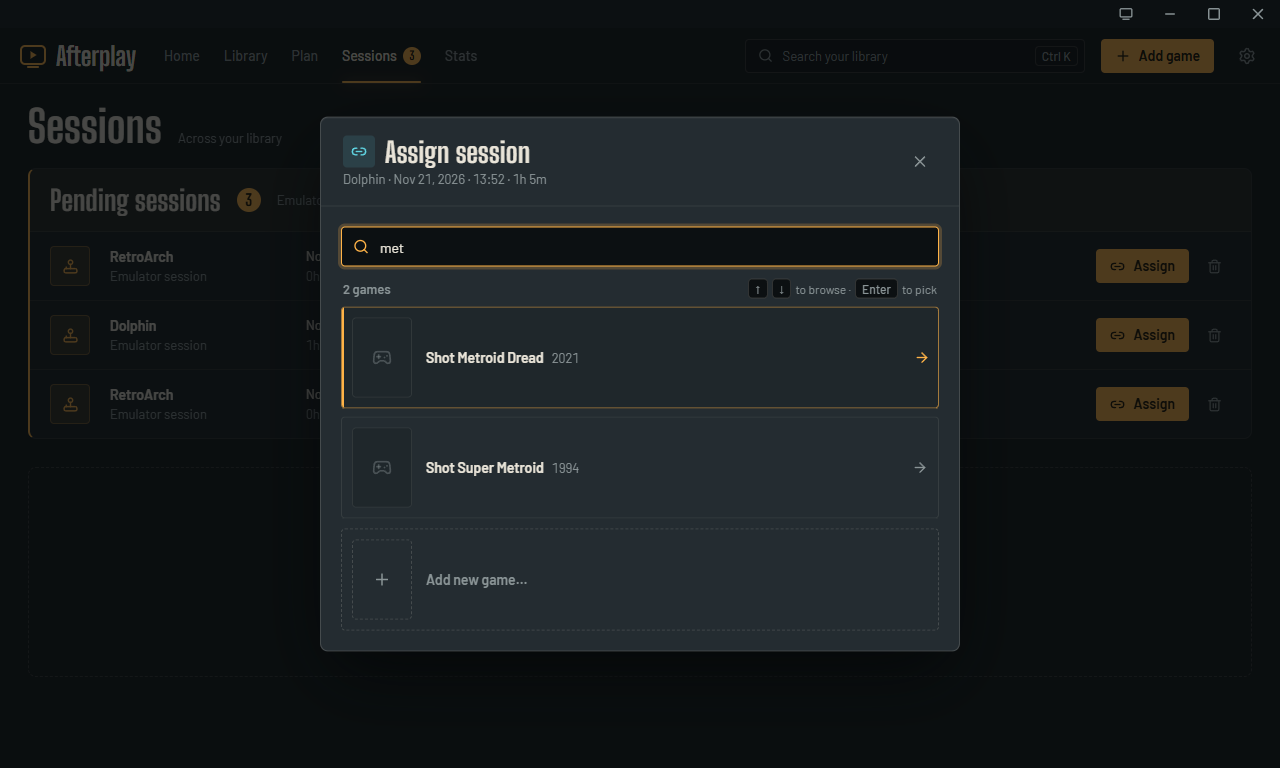 Afterplay
Home
Library
Plan
Sessions 3
Stats
Search your library
Ctrl K
Add game
Sessions
Across your library
Pending sessions 3
RetroArch
Emulator session
Assign
Dolphin
Emulator session
Assign
RetroArch
Emulator session
Assign
Assign session
Dolphin · Nov 21, 2026 · 13:52 · 1h 5m
met
2 games
↑ ↓ to browse · Enter to pick
Shot Metroid Dread 2021
Shot Super Metroid 1994
Add new game...